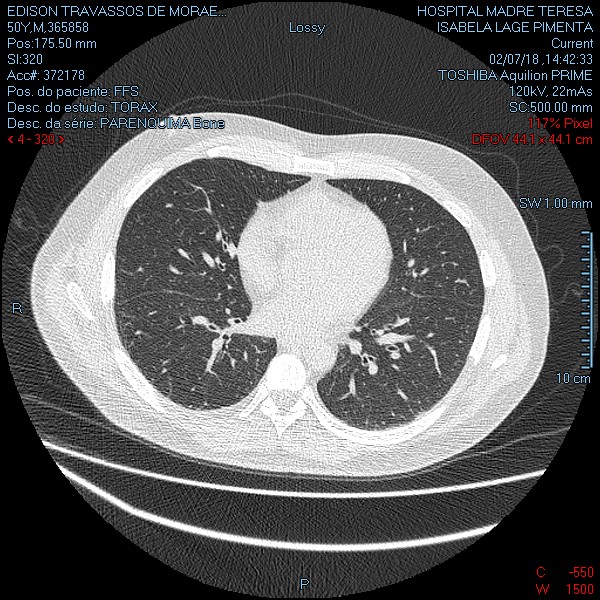 EDISON TRAVASSOS DE MORAE...
50Y,M,365858
Pos:175.50 mm
SI:320
Acc#: 372178
Pos. do paciente: FFS
Desc. do estudo: TORAX
Desc. da série: PARENQUIMA Bone
< 4 - 326 >
Lossy
HOSPITAL MADRE TERESA
ISABELA LAGE PIMENTA
Current
02/07/18 ,14:42:33
TOSHIBA Aquilion PRIME
120kV, 22mAs
SC:500.00 mm
117% Pixel
DFOV 44.1 x 44.1 cm
SW 1.00 mm
R
10 cm
P
C -550
W 1500